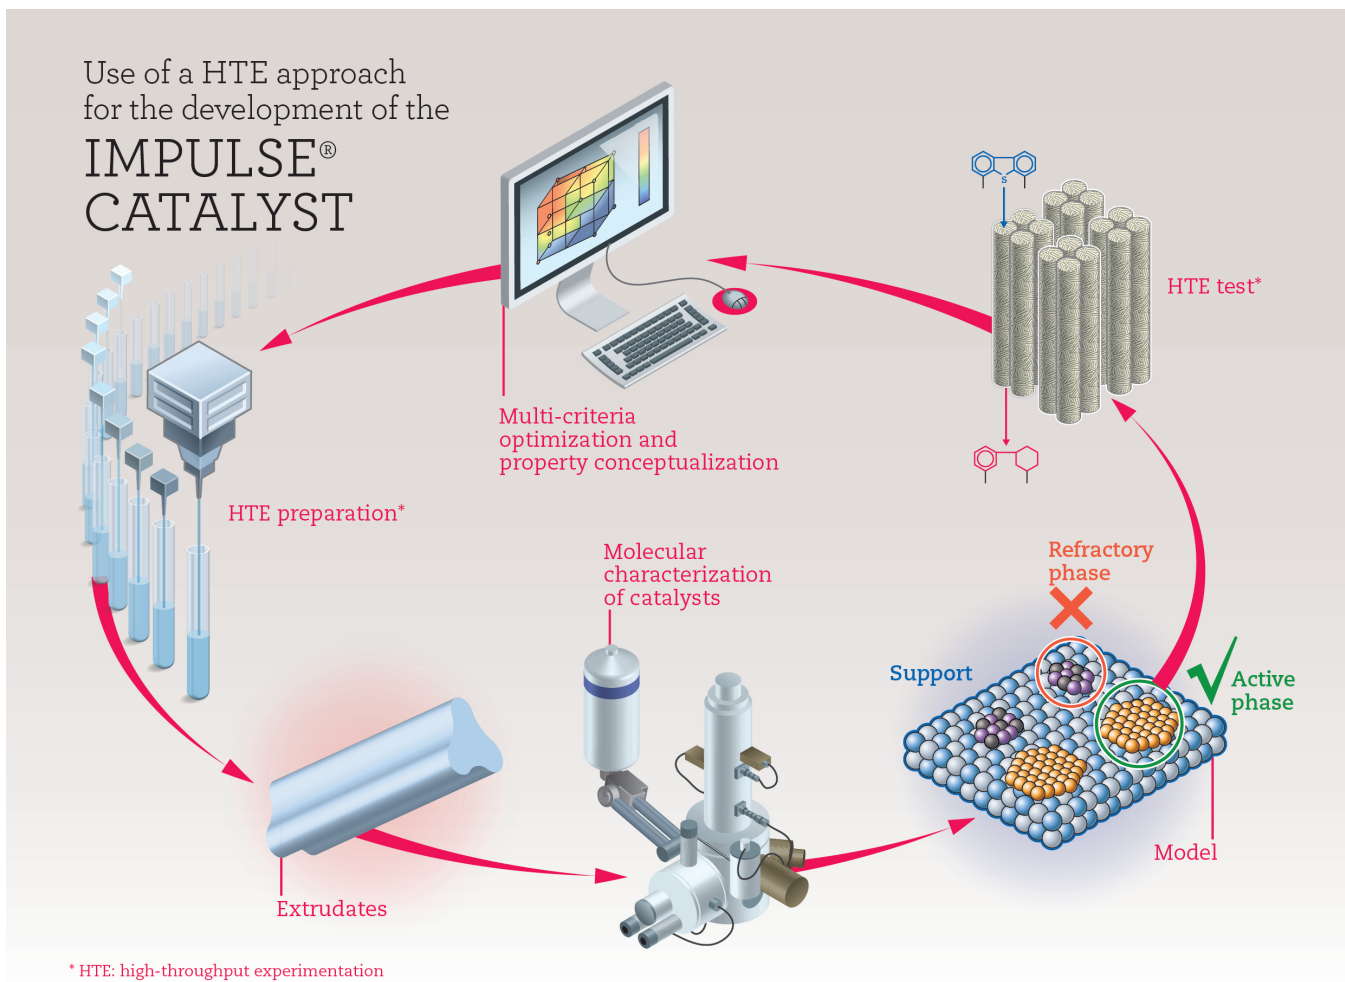 Use of a HTE approach
for the development of the
IMPULSE®
CATALYST
S
HTE test*
Multi-criteria
optimization and
property conceptualization
HTE preparation*
Molecular
characterization
of catalysts
Refractory
phase
Support
Active
phase
Model
Extrudates
* HTE: high-throughput experimentation